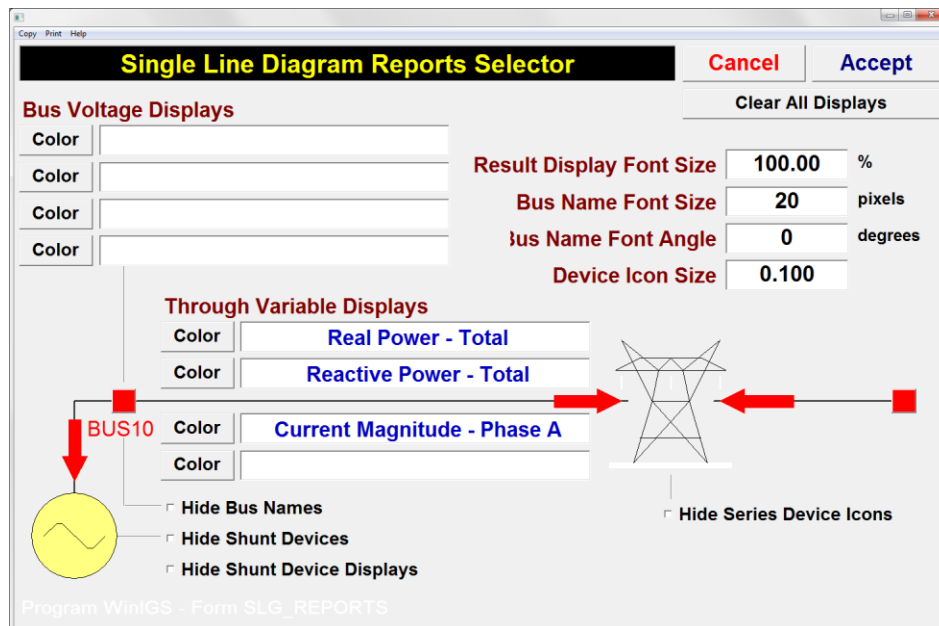 Copy Print Help
Single Line Diagram Reports Selector
Cancel
Accept
Clear All Displays
Bus Voltage Displays
Color
Color
Color
Color
Result Display Font Size 100.00 %
Bus Name Font Size 20 pixels
Bus Name Font Angle 0 degrees
Device Icon Size 0.100
Through Variable Displays
Color Real Power - Total
Color Reactive Power - Total
BUS10
Color Current Magnitude - Phase A
Color
Hide Bus Names
Hide Series Device Icons
Hide Shunt Devices
Hide Shunt Device Displays
Program WinIGS - Form SLG_REPORTS